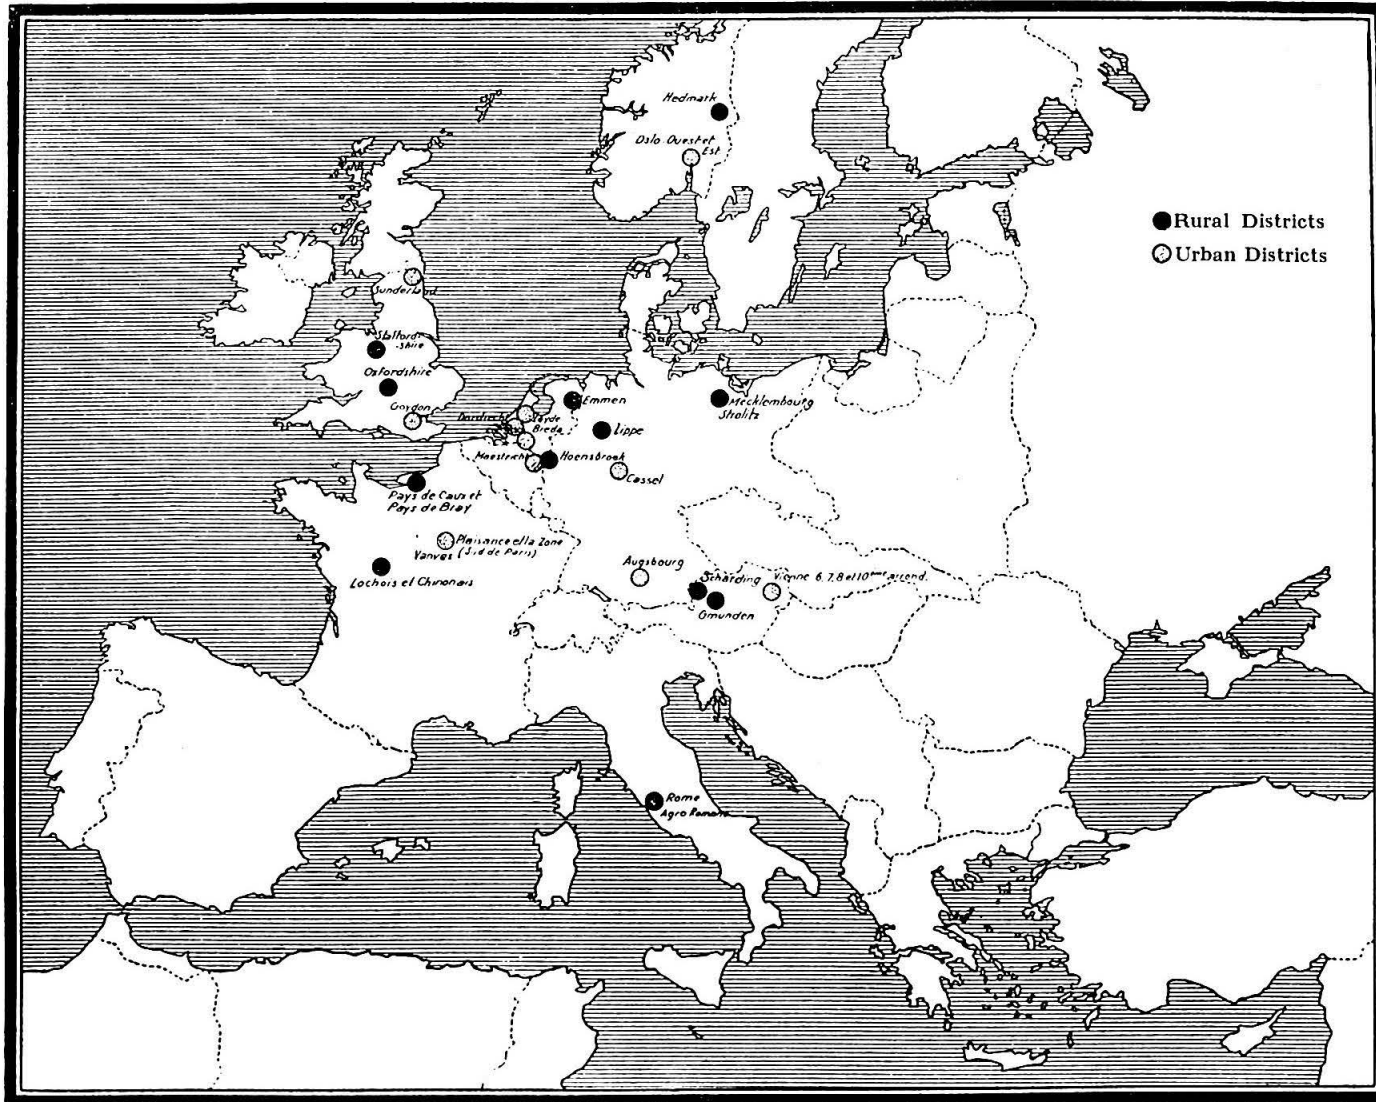 Hedmark
Oslo. Ouest et
Est
Rural Districts
Urban Districts
Sunderland
Stafford-
-shire
Oxfordshire
Croydon
Emmen
Mecklembourg
Strelitz
Dordrecht
Leyde
Breda
Lippe
Maestricht
Hoensbroek
Cassel
Pays de Caux et
Pays de Bray
Plaisance et la Zone
Vanves (Sud de Paris)
Lochois et Chinonais
Augsbourg
Schärding
Vienne 6, 7, 8 et 10ème arrond.
Gmunden
Rome
Agro Romano